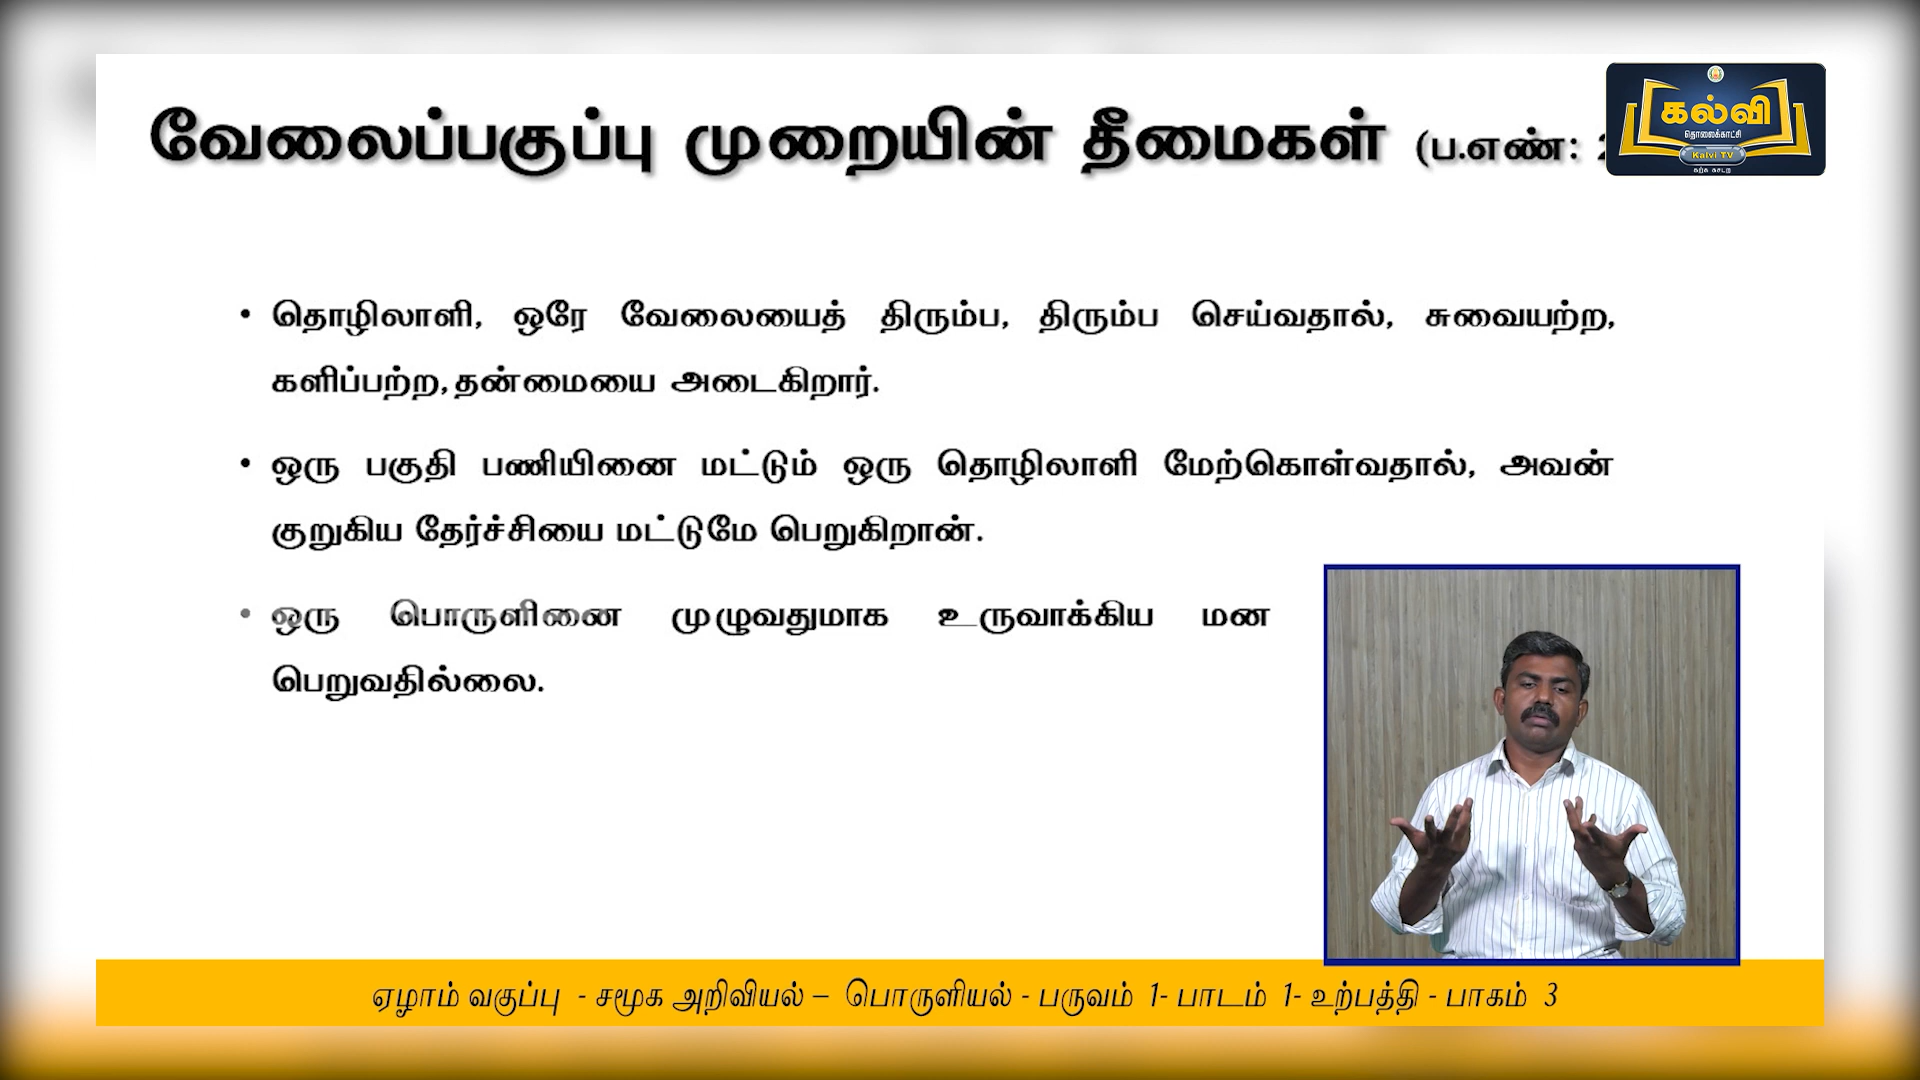 வேலைப்பகுப்பு முறையின் தீமைகள் (ப.எண்:
கல்வி
தொலைக்காட்சி
Kalvi TV
கற்க கசடற
• தொழிலாளி, ஒரே வேலையைத் திரும்ப, திரும்ப செய்வதால், சுவையற்ற,
களிப்பற்ற,தன்மையை அடைகிறார்.
• ஒரு பகுதி பணியினை மட்டும் ஒரு தொழிலாளி மேற்கொள்வதால், அவன்
குறுகிய தேர்ச்சியை மட்டுமே பெறுகிறான்.
• ஒரு பொருளினை முழுவதுமாக உருவாக்கிய மன
பெறுவதில்லை.
ஏழாம் வகுப்பு - சமூக அறிவியல் – பொருளியல் - பருவம் 1- பாடம் 1- உற்பத்தி - பாகம் 3